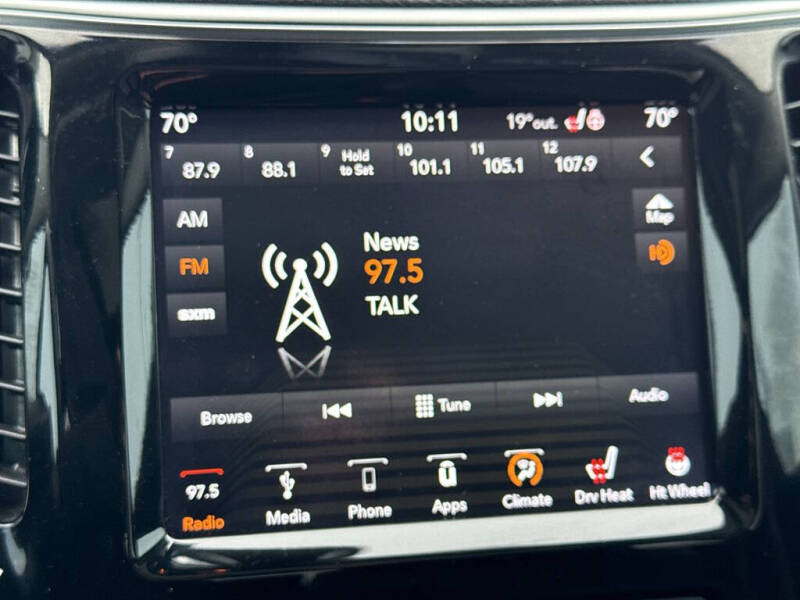 70° 10:11 19°out. 70°
7 87.9 8 88.1 9 Hold to Set 10 101.1 11 105.1 12 107.9
AM
Map
News
FM
97.5
TALK
sxm
Browse Tune Audio
97.5
Radio Media Phone Apps Climate Drv Heat Ht Wheel